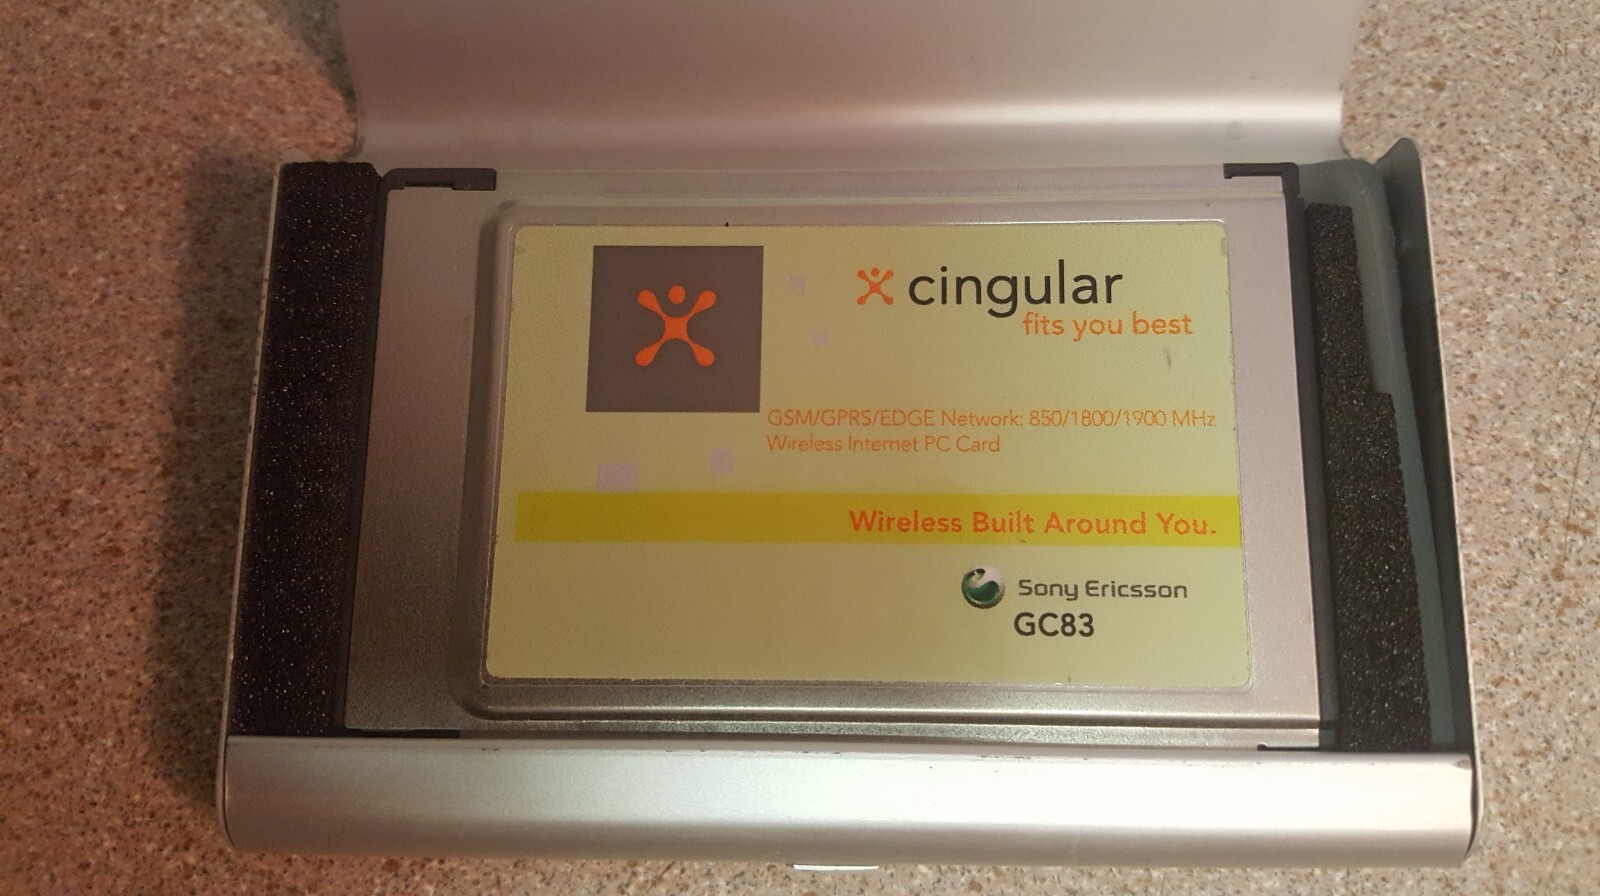 cingular
fits you best
GSM/GPRS/EDGE Network: 850/1800/1900 MHz
Wireless Internet PC Card
Wireless Built Around You.
Sony Ericsson
GC83